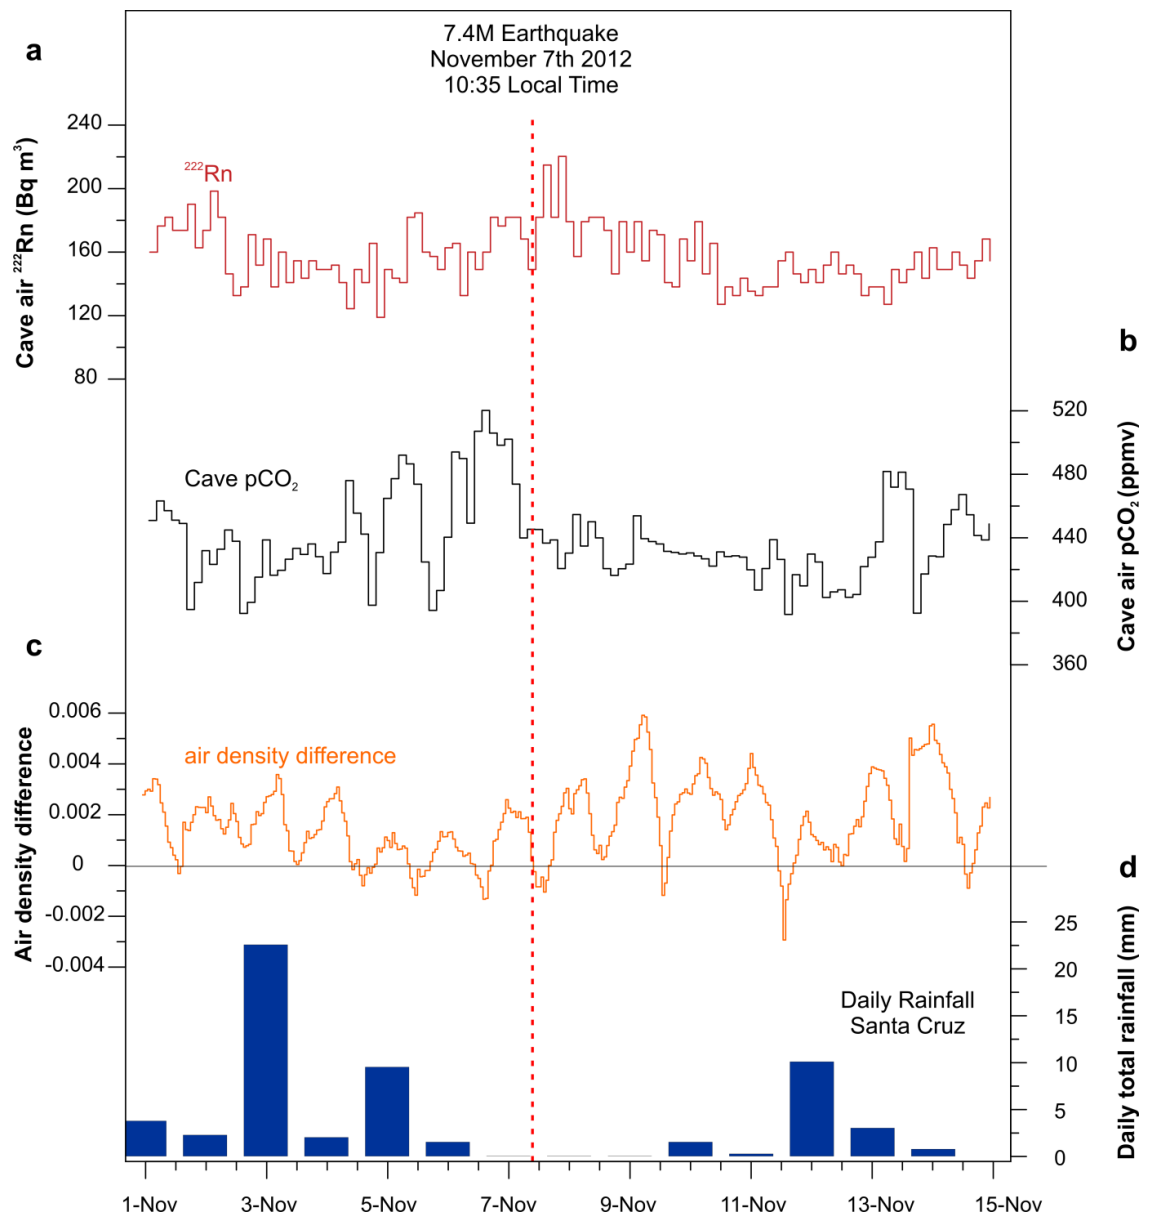 a
7.4M Earthquake
November 7th 2012
10:35 Local Time
Cave air ²²²Rn (Bq m³)
240
200
160
120
80
²²²Rn
b
Cave air pCO₂ (ppmv)
520
480
440
400
360
Cave pCO₂
c
Air density difference
0.006
0.004
0.002
0
-0.002
-0.004
air density difference
d
Daily total rainfall (mm)
25
20
15
10
5
0
Daily Rainfall
Santa Cruz
1-Nov 3-Nov 5-Nov 7-Nov 9-Nov 11-Nov 13-Nov 15-Nov